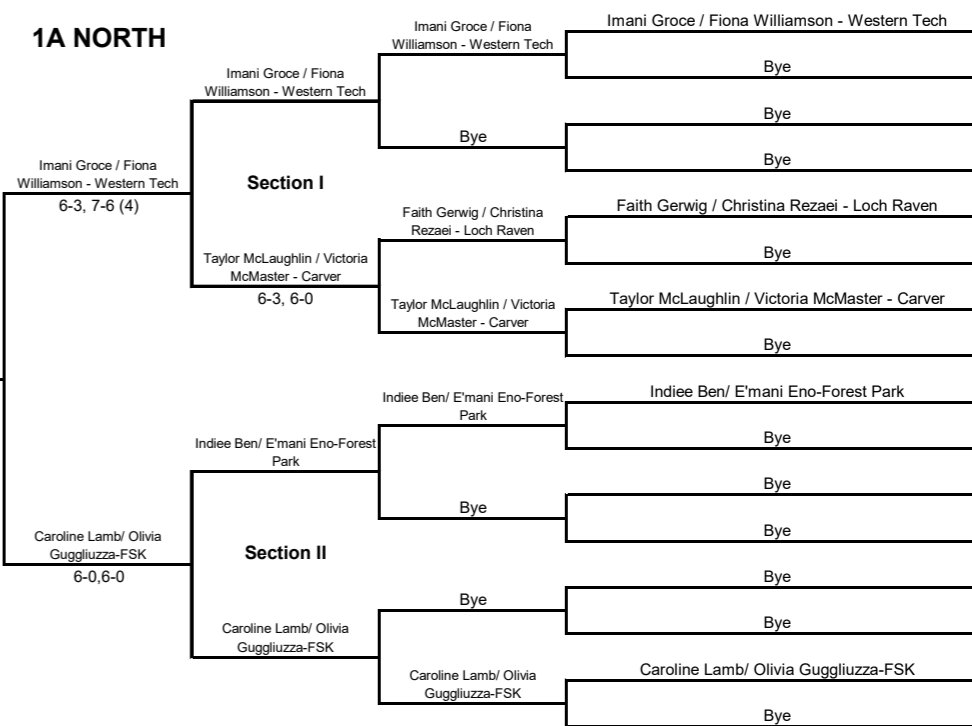 1A NORTH
Imani Groce / Fiona
Williamson - Western Tech
6-3, 7-6 (4)
Caroline Lamb/ Olivia
Guggliuzza-FSK
6-0,6-0
Imani Groce / Fiona
Williamson - Western Tech
Section I
Taylor McLaughlin / Victoria
McMaster - Carver
6-3, 6-0
Indiee Ben/ E'mani Eno-Forest
Park
Section II
Caroline Lamb/ Olivia
Guggliuzza-FSK
Imani Groce / Fiona
Williamson - Western Tech
Bye
Faith Gerwig / Christina
Rezaei - Loch Raven
Taylor McLaughlin / Victoria
McMaster - Carver
Indiee Ben/ E'mani Eno-Forest
Park
Bye
Bye
Caroline Lamb/ Olivia
Guggliuzza-FSK
Imani Groce / Fiona Williamson - Western Tech
Bye
Bye
Bye
Faith Gerwig / Christina Rezaei - Loch Raven
Bye
Taylor McLaughlin / Victoria McMaster - Carver
Bye
Indiee Ben/ E'mani Eno-Forest Park
Bye
Bye
Bye
Bye
Bye
Caroline Lamb/ Olivia Guggliuzza-FSK
Bye